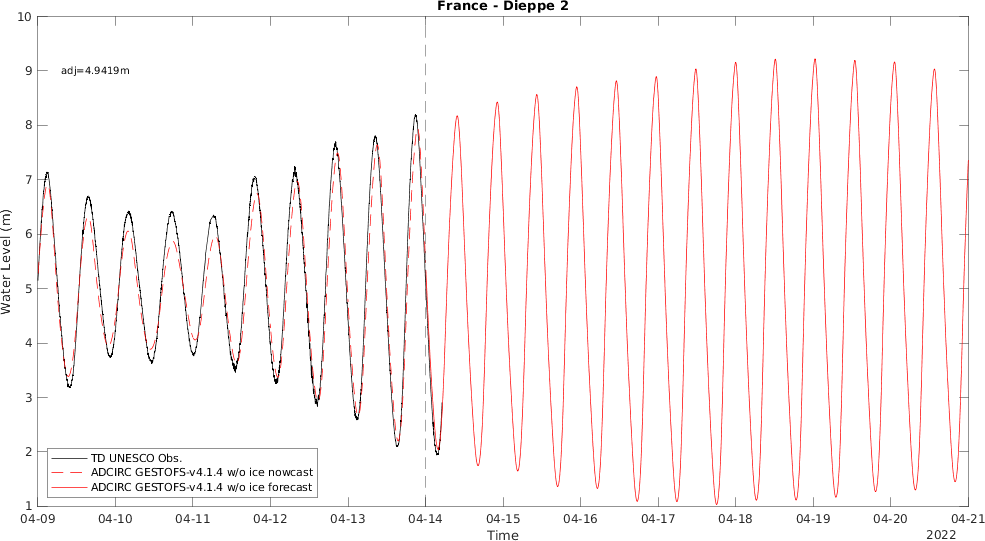 France - Dieppe 2
10
9
8
7
6
5
4
3
2
1
Water Level (m)
adj=4.9419m
TD UNESCO Obs.
ADCIRC GESTOFS-v4.1.4 w/o ice nowcast
ADCIRC GESTOFS-v4.1.4 w/o ice forecast
04-09 04-10 04-11 04-12 04-13 04-14 04-15 04-16 04-17 04-18 04-19 04-20 04-21
Time
2022